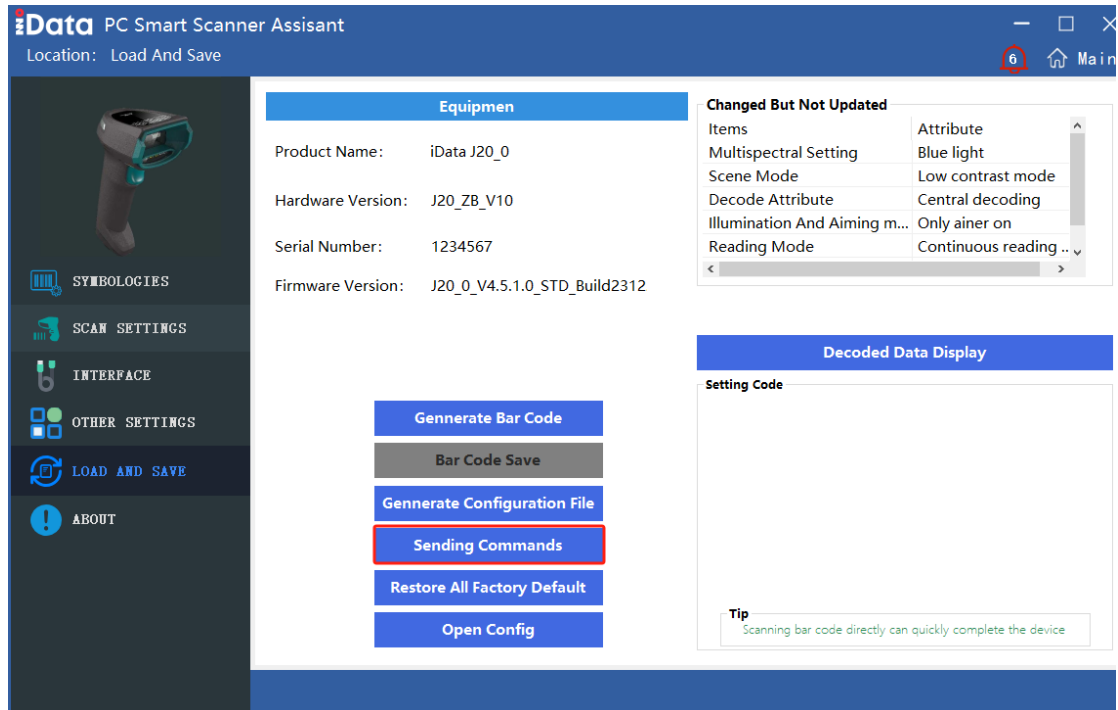 iData PC Smart Scanner Assisant
Location: Load And Save
6
Main
Equipmen
Product Name: iData J20_0
Hardware Version: J20_ZB_V10
Serial Number: 1234567
Firmware Version: J20_0_V4.5.1.0_STD_Build2312
Changed But Not Updated
Items Attribute
Multispectral Setting Blue light
Scene Mode Low contrast mode
Decode Attribute Central decoding
Illumination And Aiming m... Only ainer on
Reading Mode Continuous reading ..
SYMBOLOGIES
SCAN SETTINGS
INTERFACE
OTHER SETTINGS
LOAD AND SAVE
ABOUT
Gennerate Bar Code
Bar Code Save
Gennerate Configuration File
Sending Commands
Restore All Factory Default
Open Config
Decoded Data Display
Setting Code
Tip
Scanning bar code directly can quickly complete the device